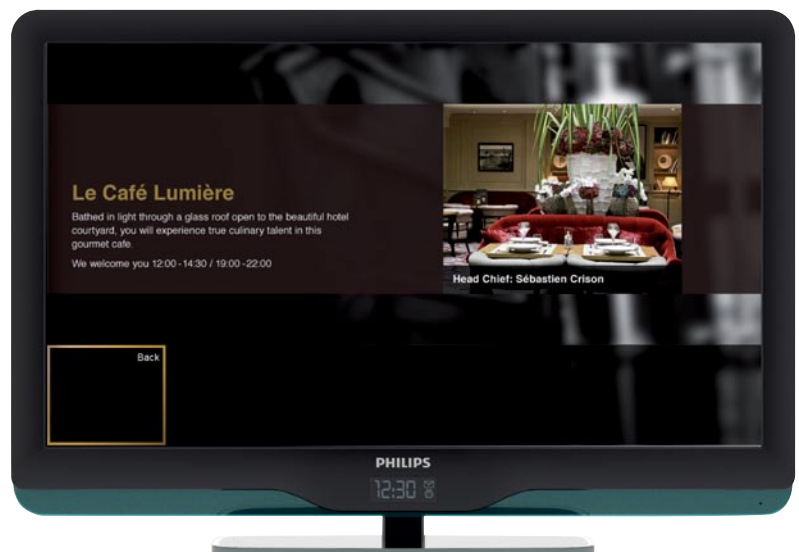 Le Café Lumière
Bathed in light through a glass roof open to the beautiful hotel
courtyard, you will experience true culinary talent in this
gourmet cafe.
We welcome you 12:00-14:30 / 19:00-22:00
Head Chief: Sébastien Crison
Back
PHILIPS
12:30